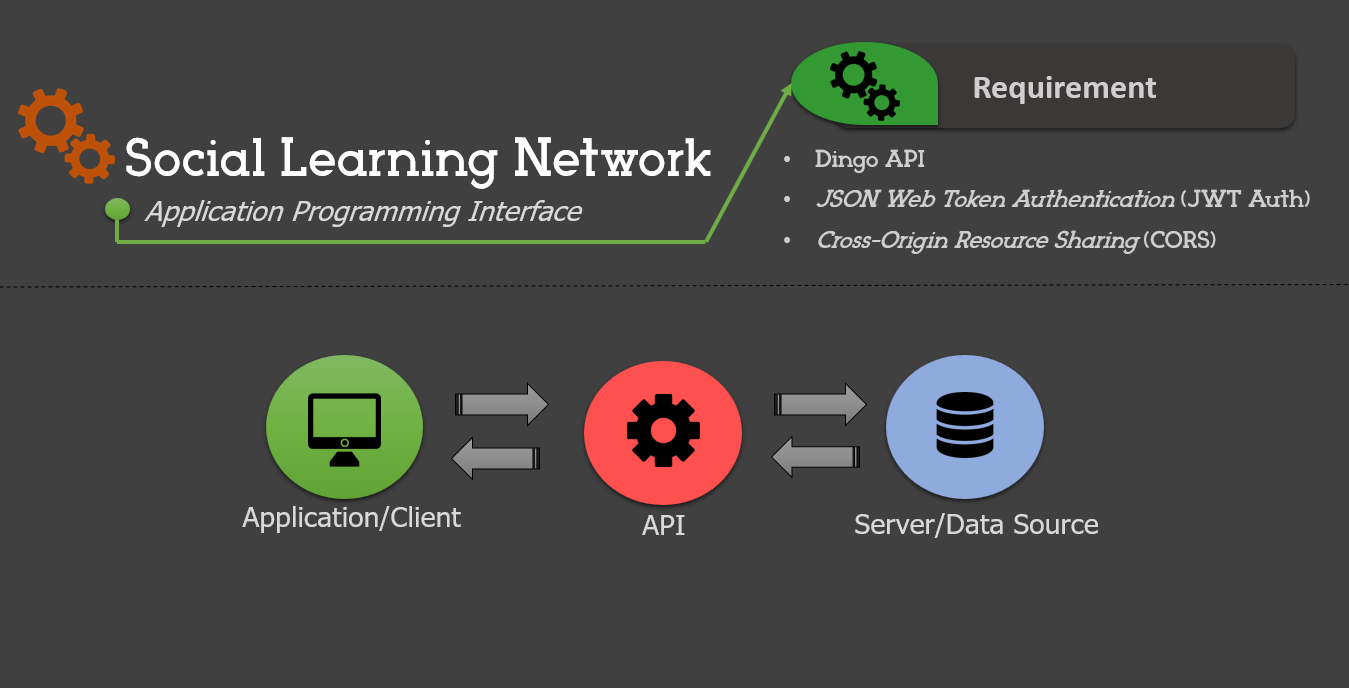 Social Learning Network
Application Programming Interface
Requirement
• Dingo API
• JSON Web Token Authentication (JWT Auth)
• Cross-Origin Resource Sharing (CORS)
Application/Client
API
Server/Data Source